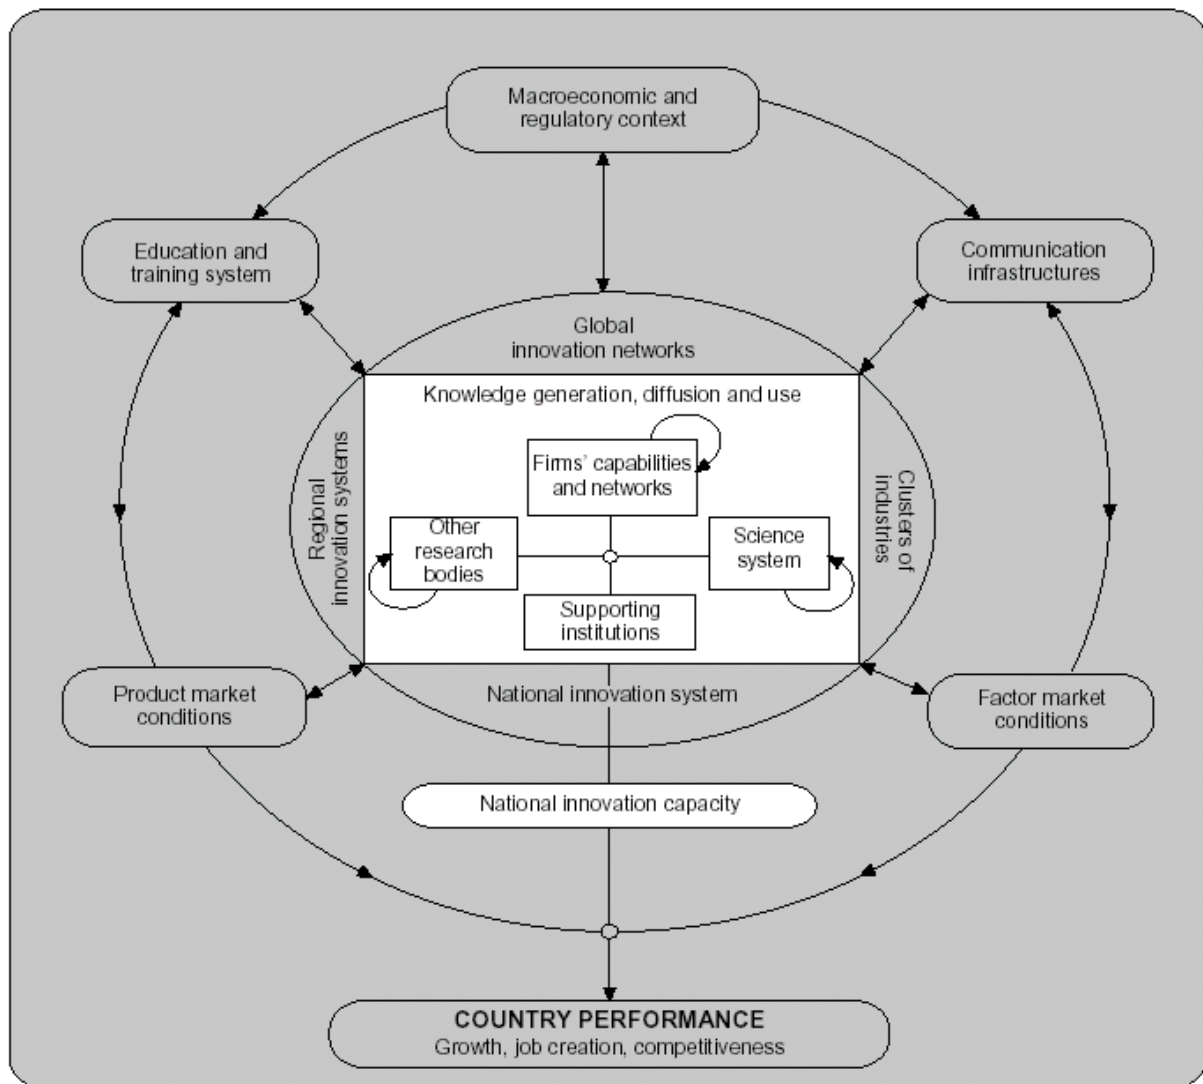 Macroeconomic and
regulatory context
Education and
training system
Communication
infrastructures
Global
innovation networks
Knowledge generation, diffusion and use
Regional
innovation systems
Firms' capabilities
and networks
Clusters of
industries
Other
research
bodies
Science
system
Supporting
institutions
Product market
conditions
National innovation system
Factor market
conditions
National innovation capacity
COUNTRY PERFORMANCE
Growth, job creation, competitiveness